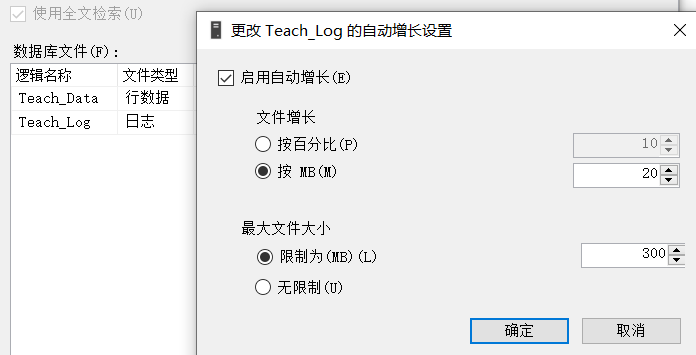 使用全文检索(U)
数据库文件(F):
逻辑名称 文件类型
Teach_Data 行数据
Teach_Log 日志
更改 Teach_Log 的自动增长设置
启用自动增长(E)
文件增长
按百分比(P) 10
按 MB(M) 20
最大文件大小
限制为(MB)(L) 300
无限制(U)
确定 取消